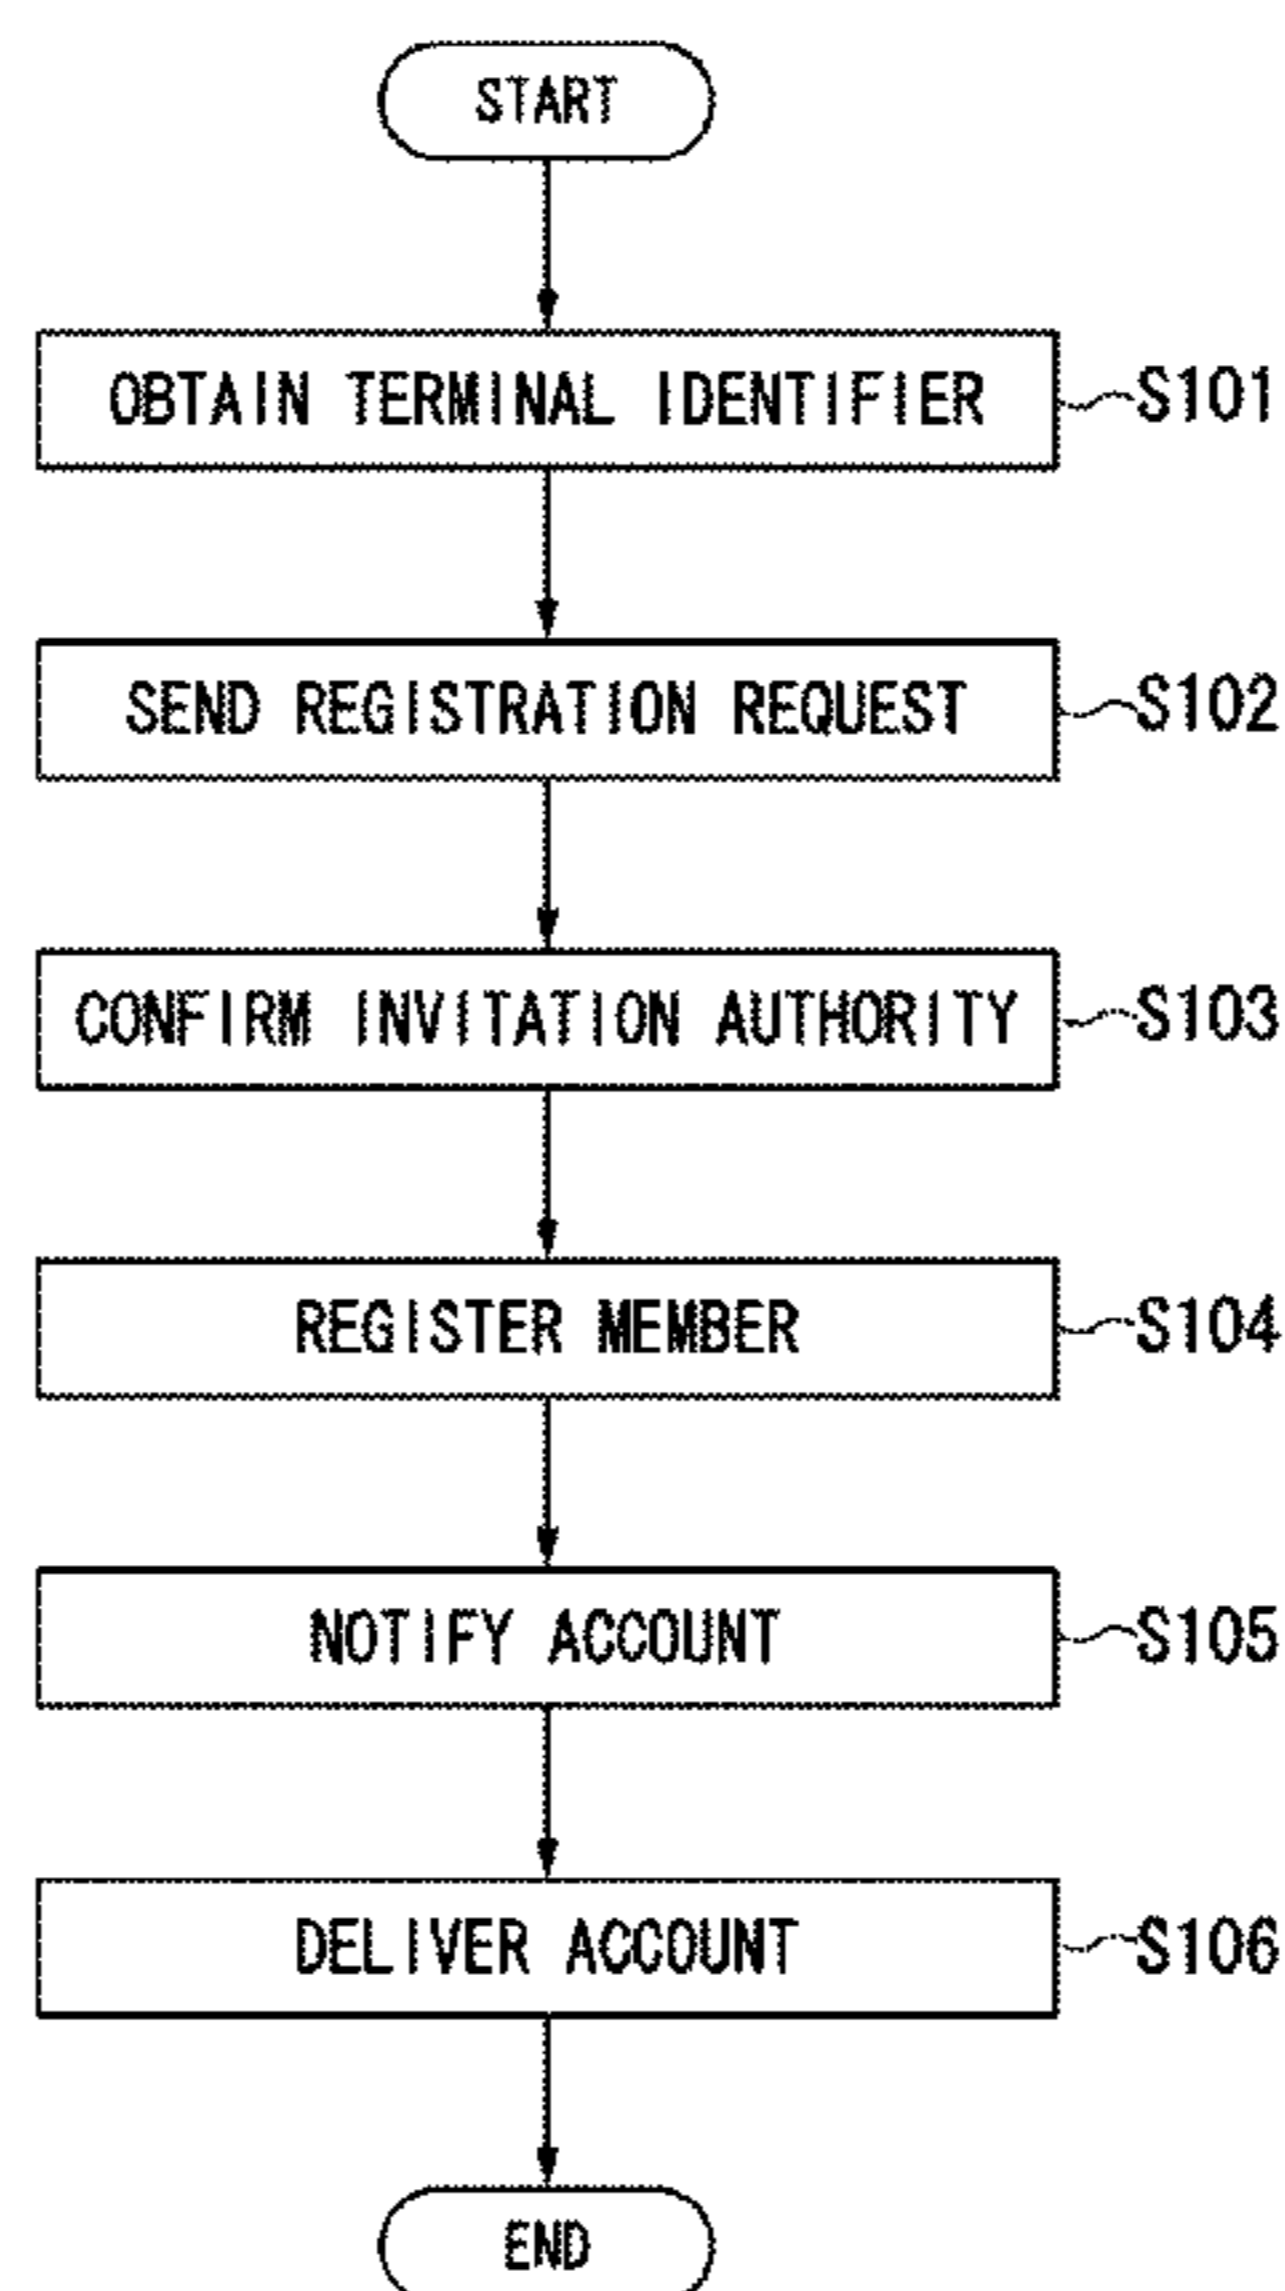 START
OBTAIN TERMINAL IDENTIFIER S101
SEND REGISTRATION REQUEST S102
CONFIRM INVITATION AUTHORITY S103
REGISTER MEMBER S104
NOTIFY ACCOUNT S105
DELIVER ACCOUNT S106
END